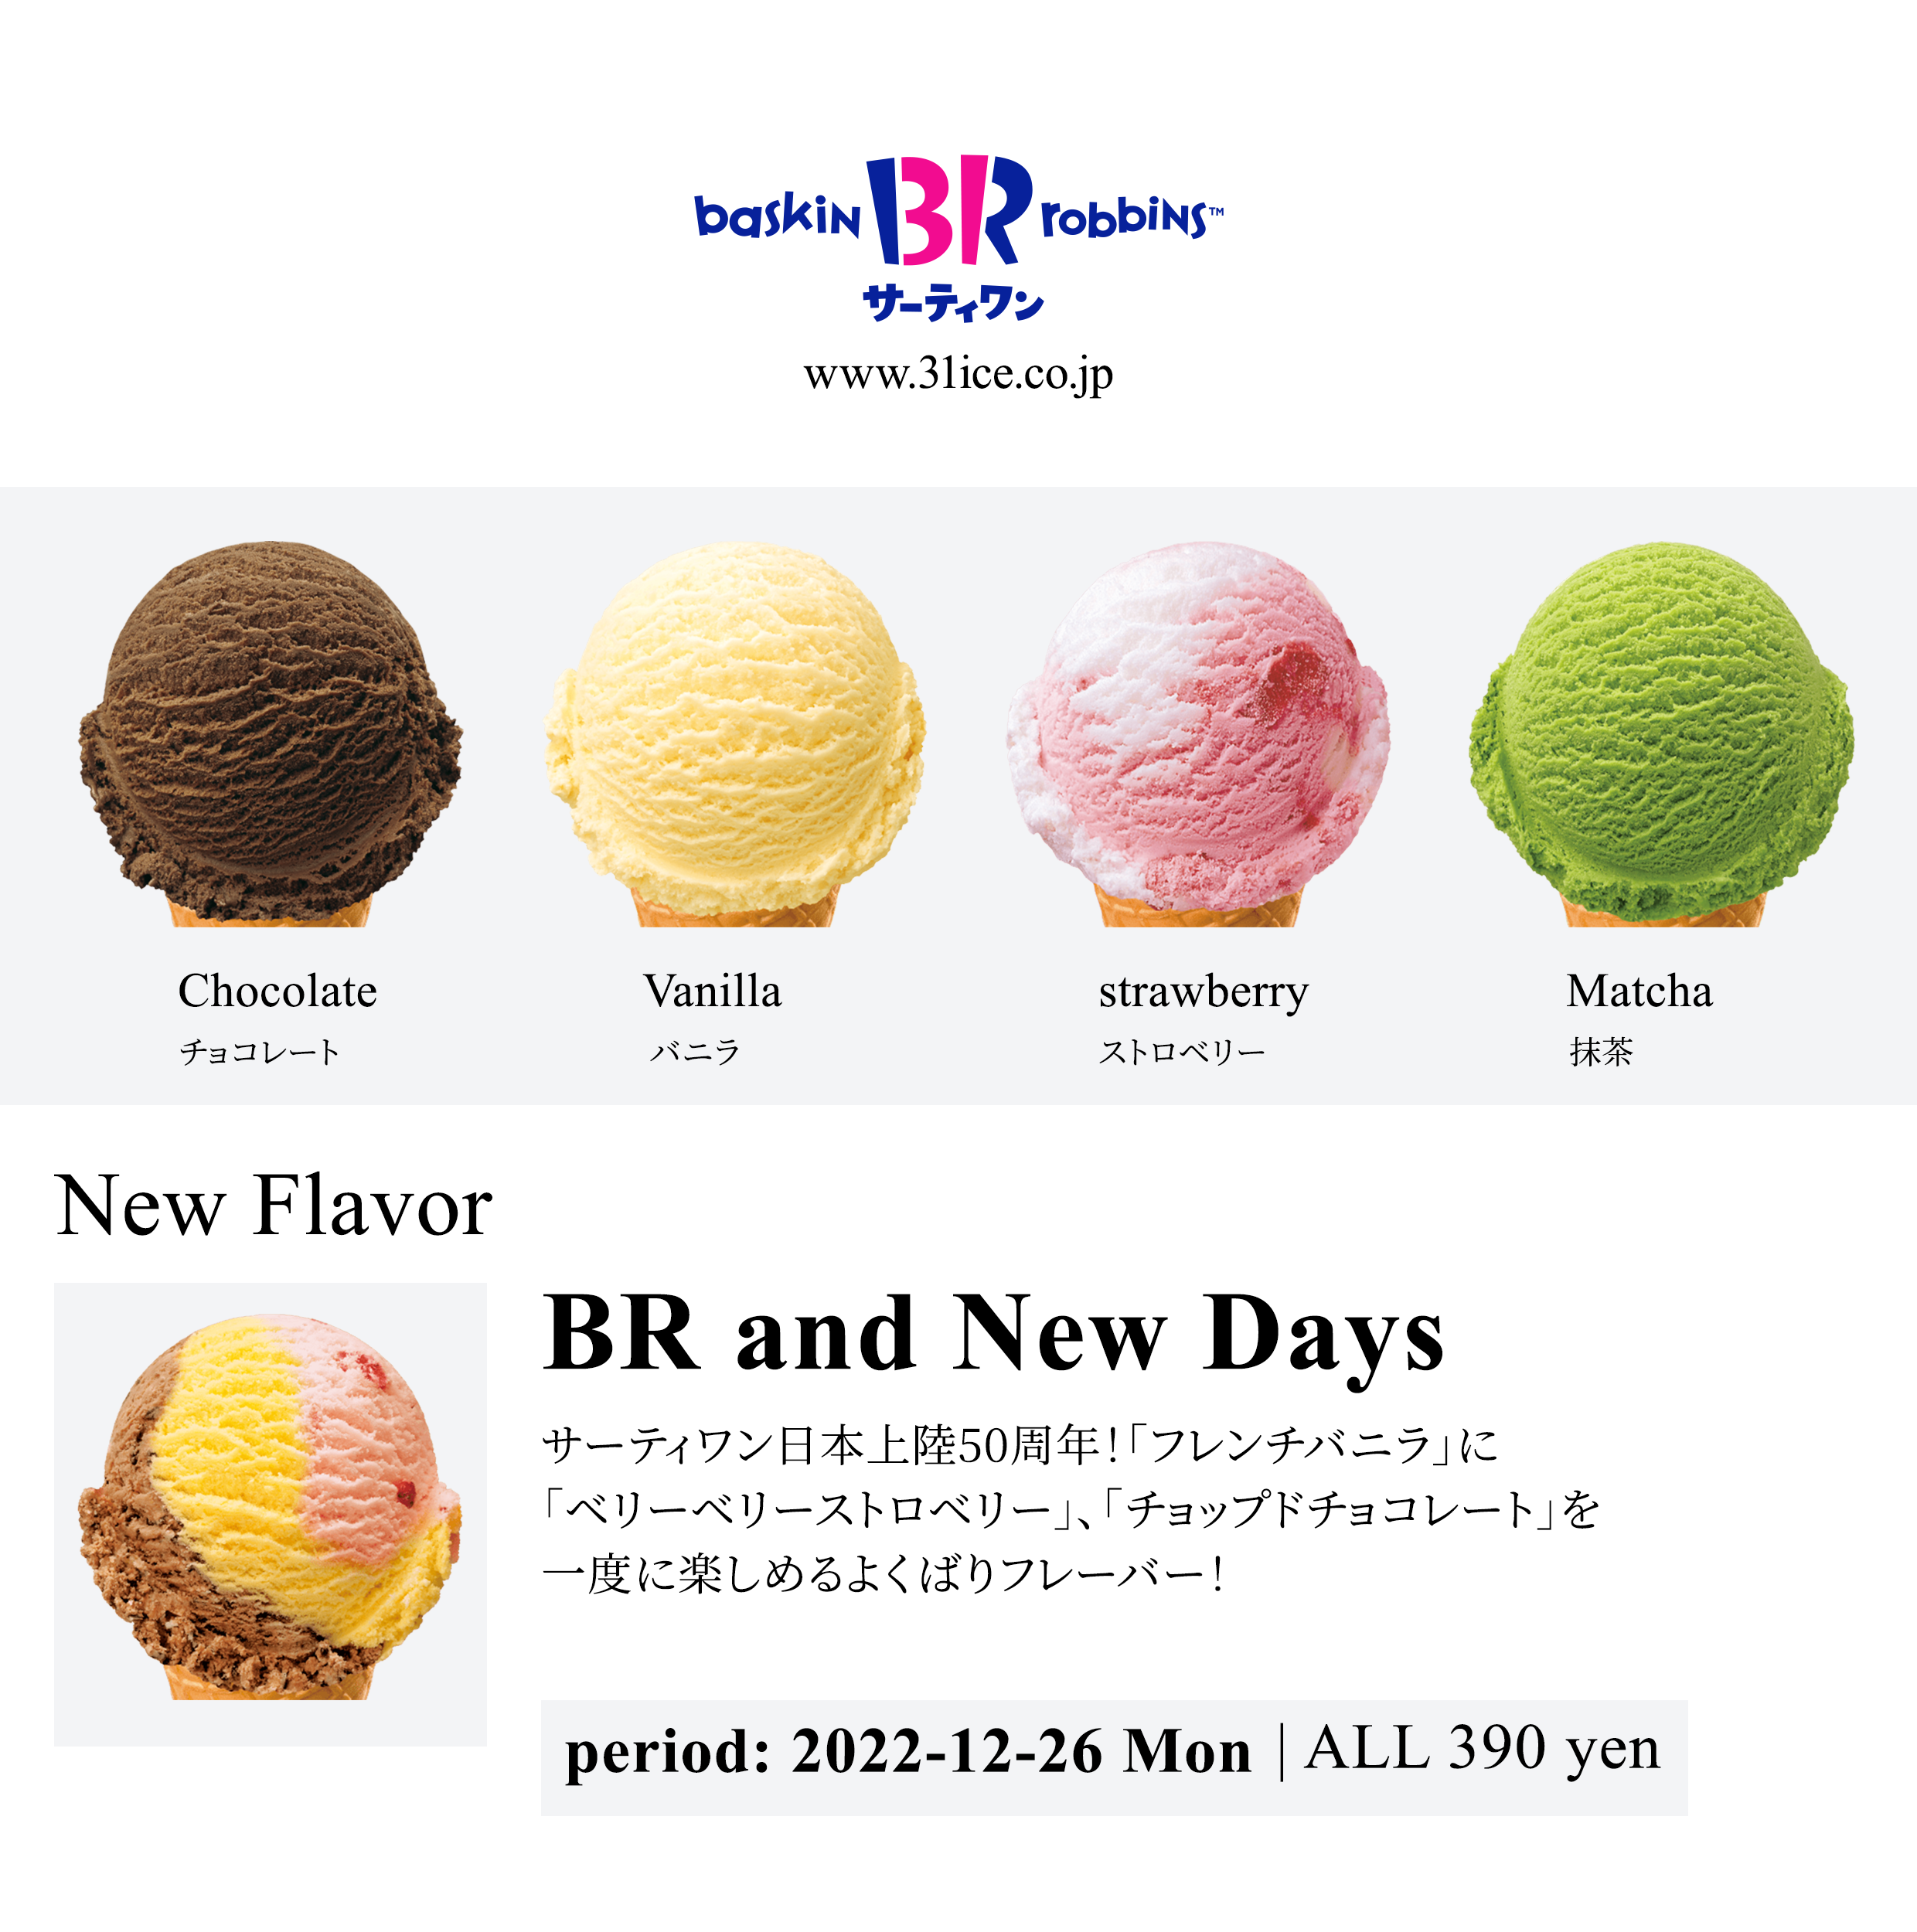 baskin BR robbins™
サーティワン
www.31ice.co.jp
Chocolate
チョコレート
Vanilla
バニラ
strawberry
ストロベリー
Matcha
抹茶
New Flavor
BR and New Days
サーティワン日本上陸50周年！「フレンチバニラ」に
「ベリーベリーストロベリー」、「チョップドチョコレート」を
一度に楽しめるよくばりフレーバー！
period: 2022-12-26 Mon | ALL 390 yen